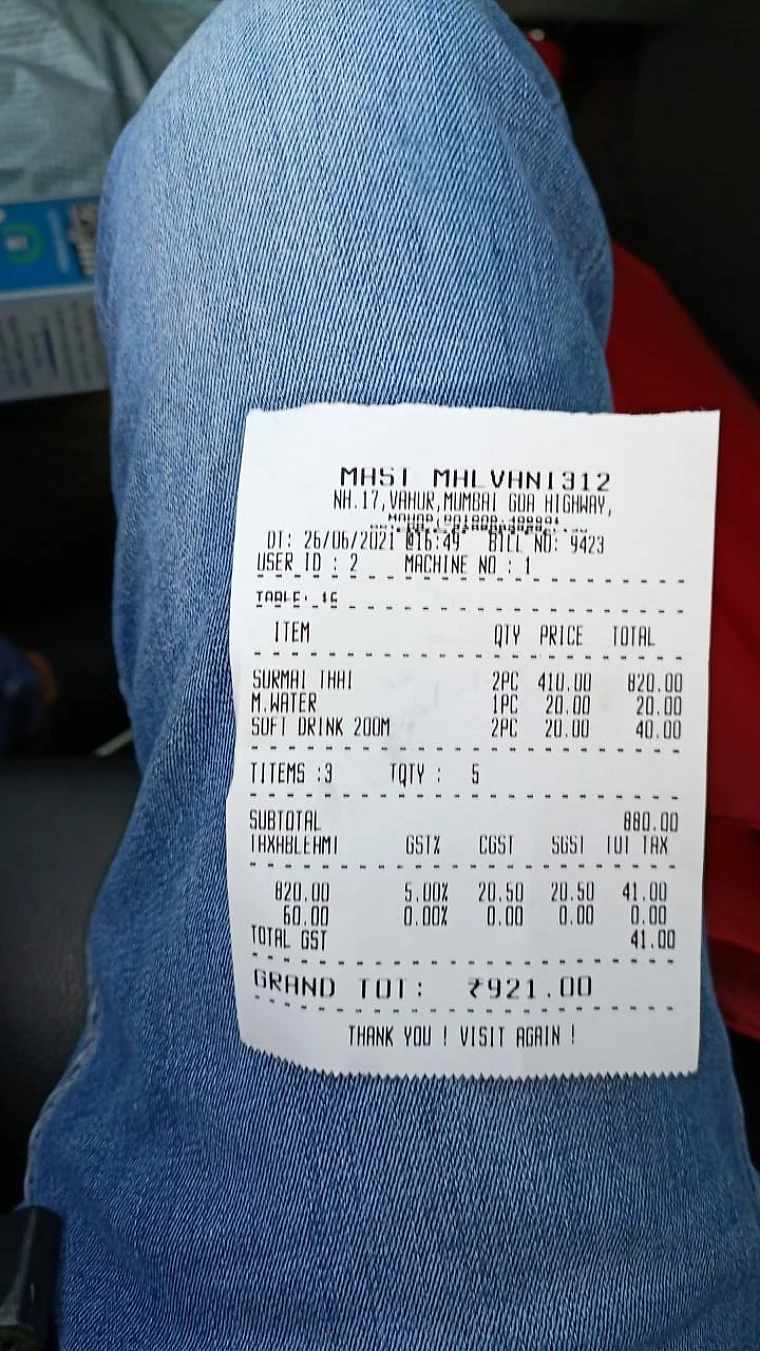 MAST MALVANI312
NH.17,VAHUR,MUMBAI GOA HIGHWAY,
DT: 26/06/2021 @16:49 BILL NO: 9423
USER ID : 2 MACHINE NO : 1
TABLE: 16
ITEM QTY PRICE TOTAL
SURMAI THAI 2PC 410.00 820.00
M.WATER 1PC 20.00 20.00
SOFT DRINK 200M 2PC 20.00 40.00
TITEMS :3 TQTY : 5
SUBTOTAL 880.00
TAXABLEAMT GST% CGST SGST TOT TAX
820.00 5.00% 20.50 20.50 41.00
60.00 0.00% 0.00 0.00 0.00
TOTAL GST 41.00
GRAND TOT: ₹921.00
THANK YOU ! VISIT AGAIN !